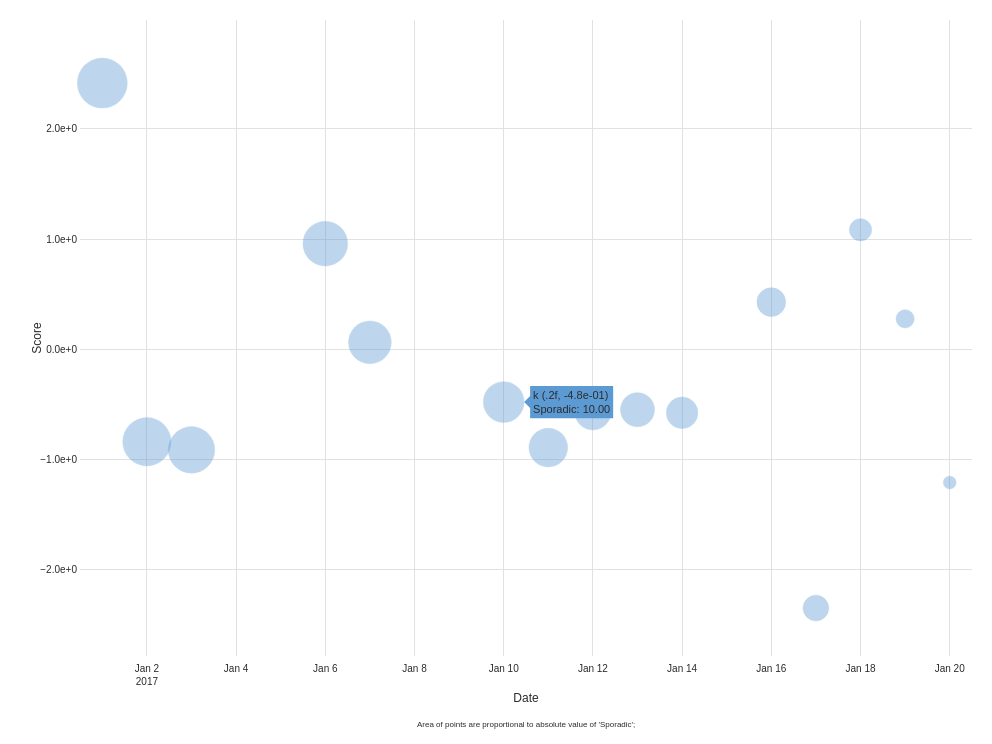 2.0e+0
1.0e+0
0.0e+0
−1.0e+0
−2.0e+0
Score
k (.2f, -4.8e-01)
Sporadic: 10.00
Jan 2 Jan 4 Jan 6 Jan 8 Jan 10 Jan 12 Jan 14 Jan 16 Jan 18 Jan 20
2017
Date
Area of points are proportional to absolute value of 'Sporadic';